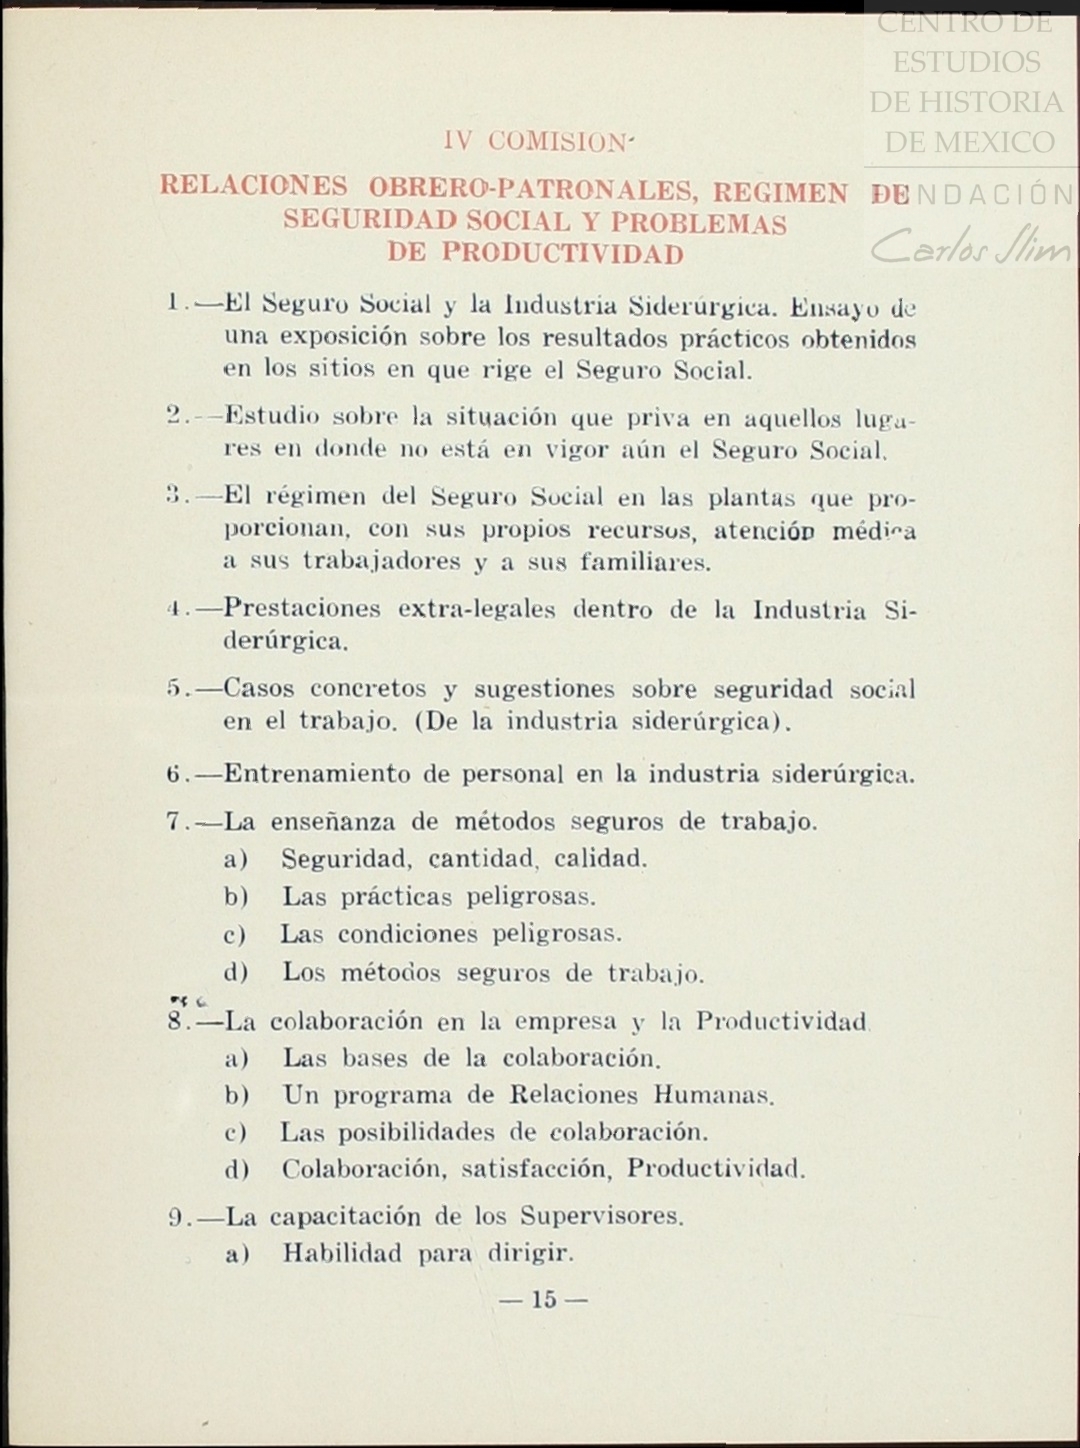 CENTRO DE
ESTUDIOS
DE HISTORIA
DE MEXICO
FUNDACIÓN
Carlos Slim
IV COMISION
RELACIONES OBRERO-PATRONALES, REGIMEN DE
SEGURIDAD SOCIAL Y PROBLEMAS
DE PRODUCTIVIDAD
1.—El Seguro Social y la Industria Siderúrgica. Ensayo de
una exposición sobre los resultados prácticos obtenidos
en los sitios en que rige el Seguro Social.
2.—Estudio sobre la situación que priva en aquellos luga-
res en donde no está en vigor aún el Seguro Social.
3.—El régimen del Seguro Social en las plantas que pro-
porcionan, con sus propios recursos, atención médica
a sus trabajadores y a sus familiares.
4.—Prestaciones extra-legales dentro de la Industria Si-
derúrgica.
5.—Casos concretos y sugestiones sobre seguridad social
en el trabajo. (De la industria siderúrgica).
6.—Entrenamiento de personal en la industria siderúrgica.
7.—La enseñanza de métodos seguros de trabajo.
a) Seguridad, cantidad, calidad.
b) Las prácticas peligrosas.
c) Las condiciones peligrosas.
d) Los métodos seguros de trabajo.
8.—La colaboración en la empresa y la Productividad.
a) Las bases de la colaboración.
b) Un programa de Relaciones Humanas.
c) Las posibilidades de colaboración.
d) Colaboración, satisfacción, Productividad.
9.—La capacitación de los Supervisores.
a) Habilidad para dirigir.
— 15 —